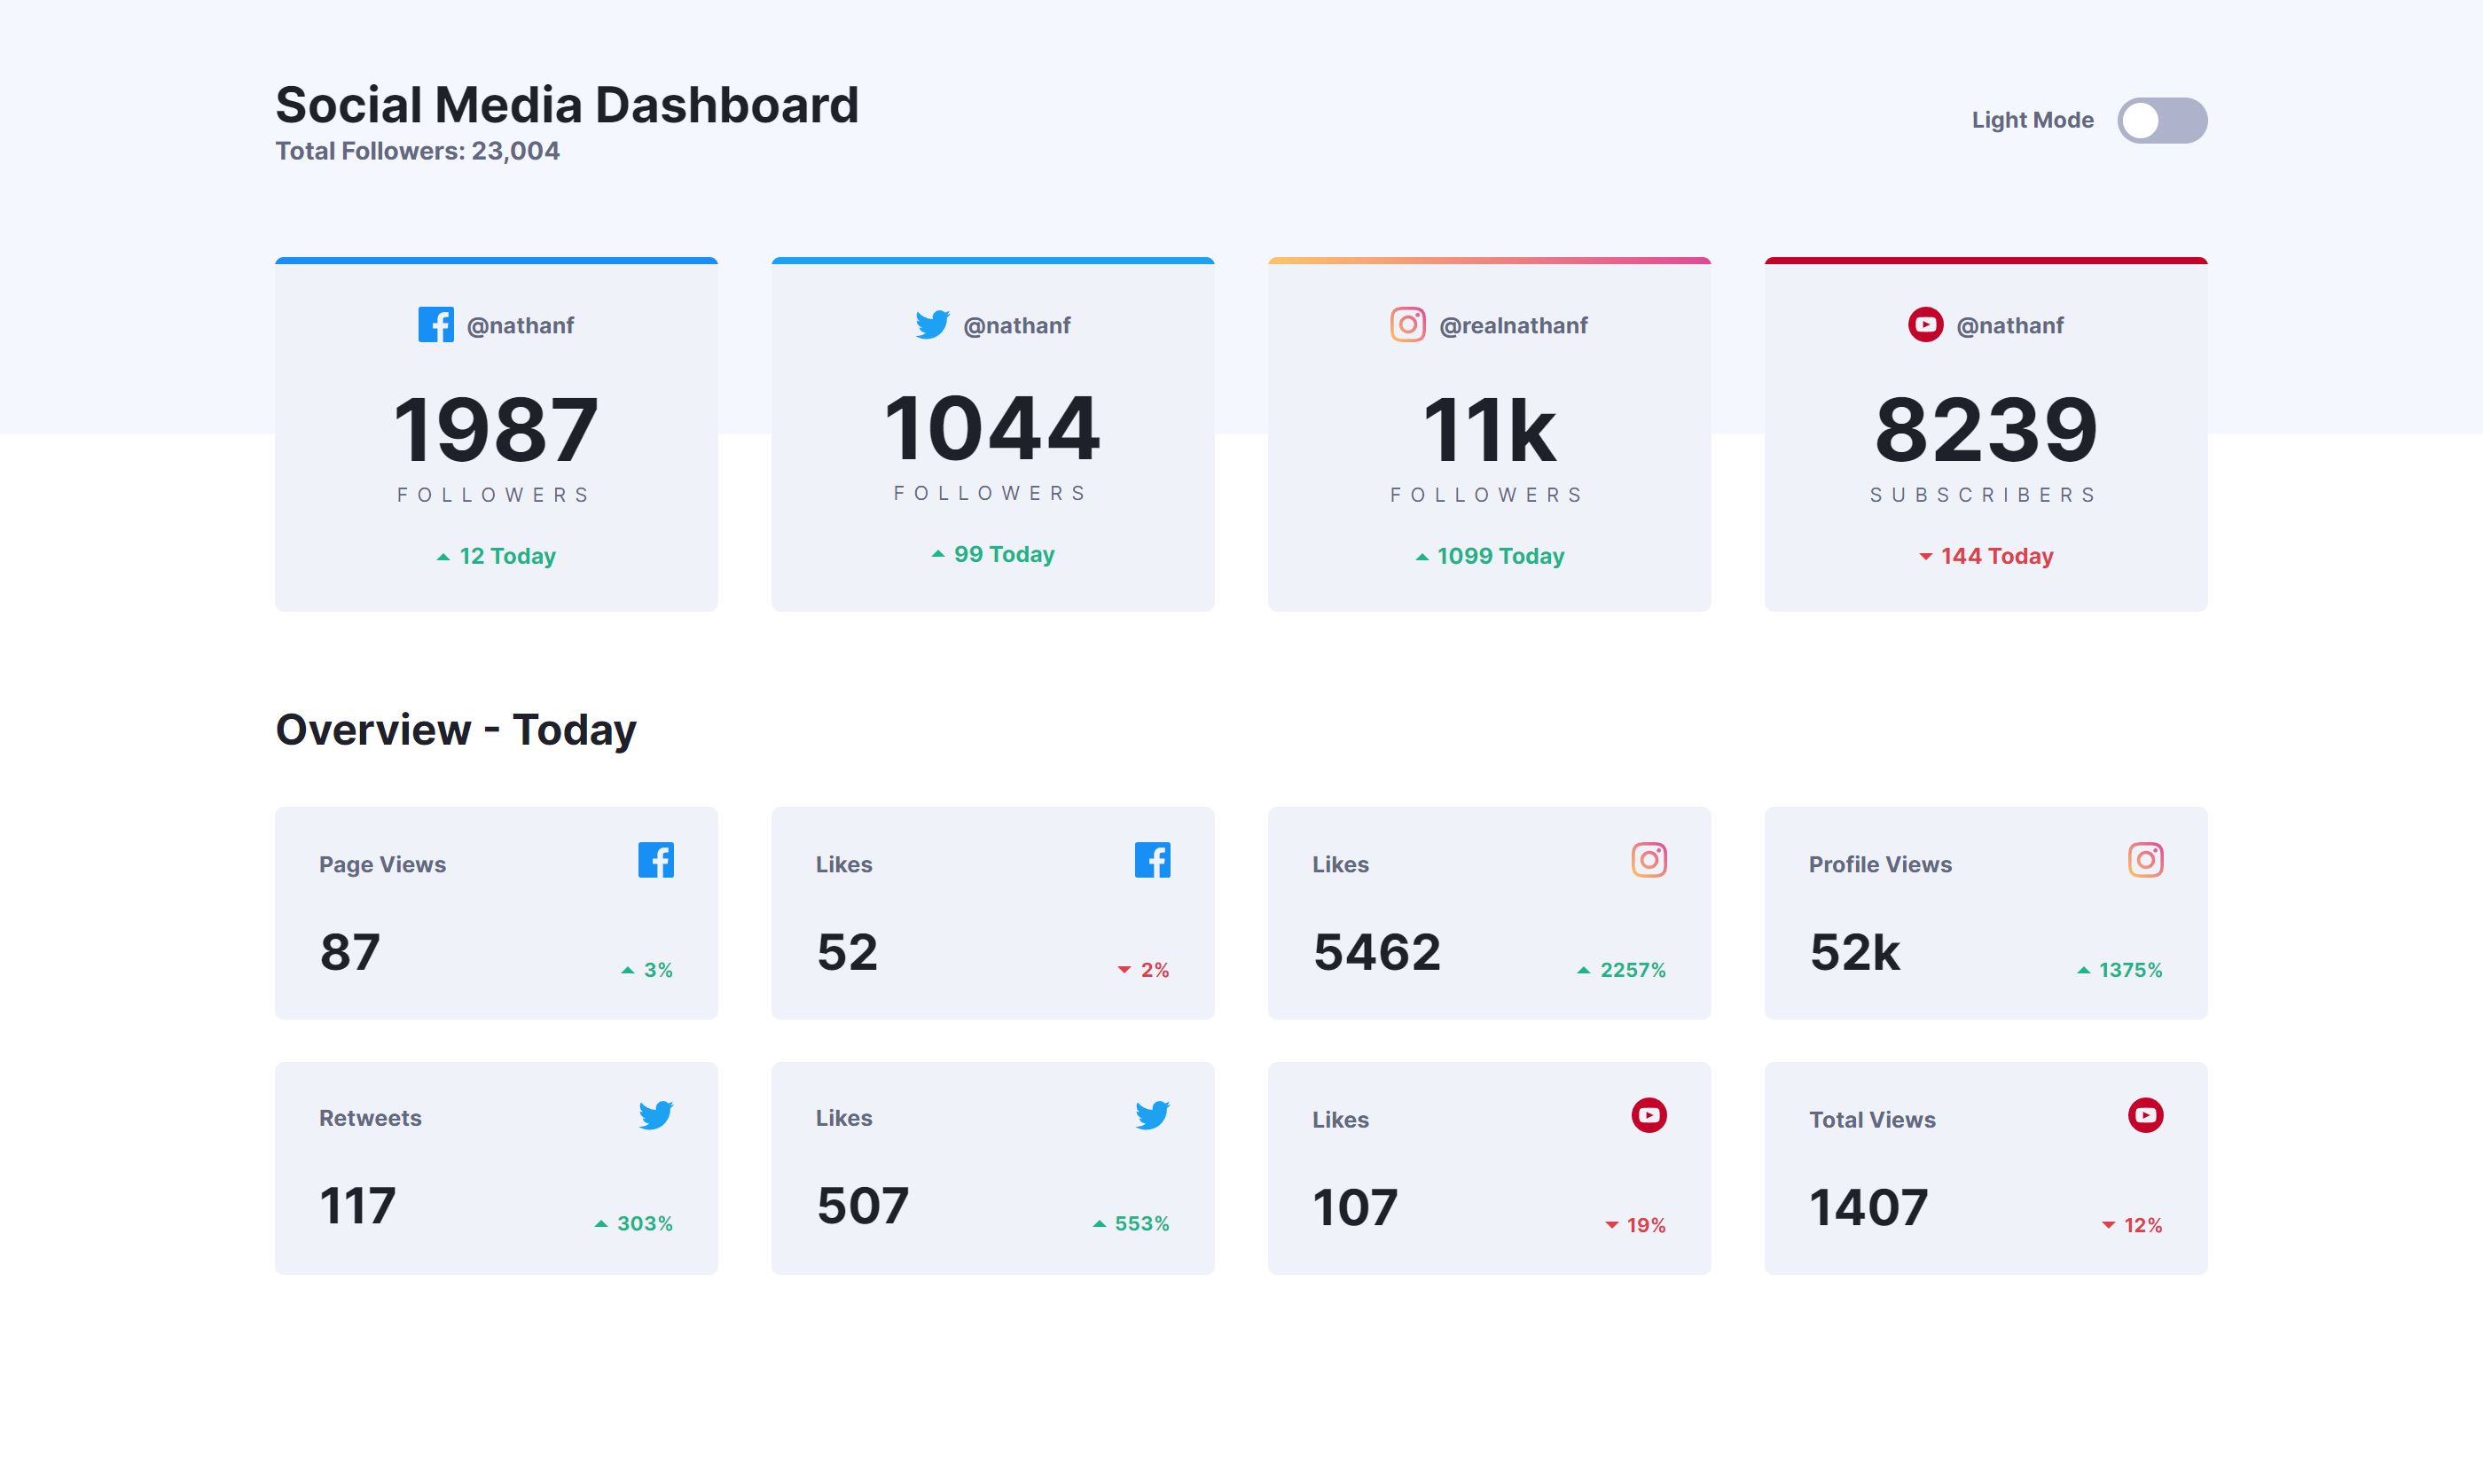 Social Media Dashboard
Total Followers: 23,004
Light Mode
@nathanf
1987
FOLLOWERS
12 Today
@nathanf
1044
FOLLOWERS
99 Today
@realnathanf
11k
FOLLOWERS
1099 Today
@nathanf
8239
SUBSCRIBERS
144 Today
Overview - Today
Page Views
87
3%
Likes
52
2%
Likes
5462
2257%
Profile Views
52k
1375%
Retweets
117
303%
Likes
507
553%
Likes
107
19%
Total Views
1407
12%